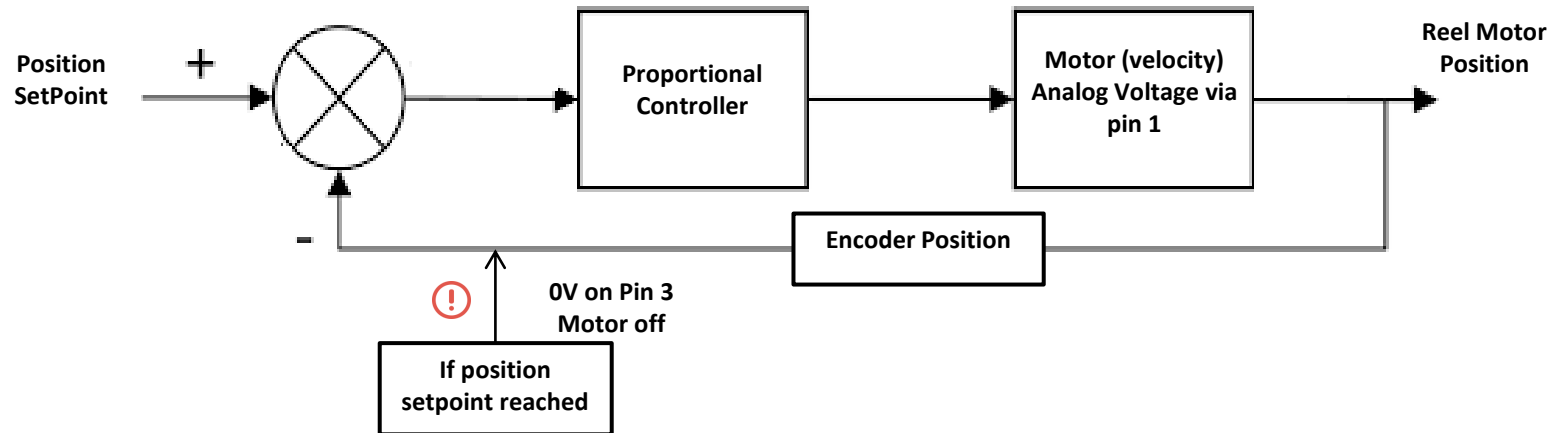 Position
SetPoint
+
Proportional
Controller
Motor (velocity)
Analog Voltage via
pin 1
Reel Motor
Position
-
Encoder Position
!
0V on Pin 3
Motor off
If position
setpoint reached